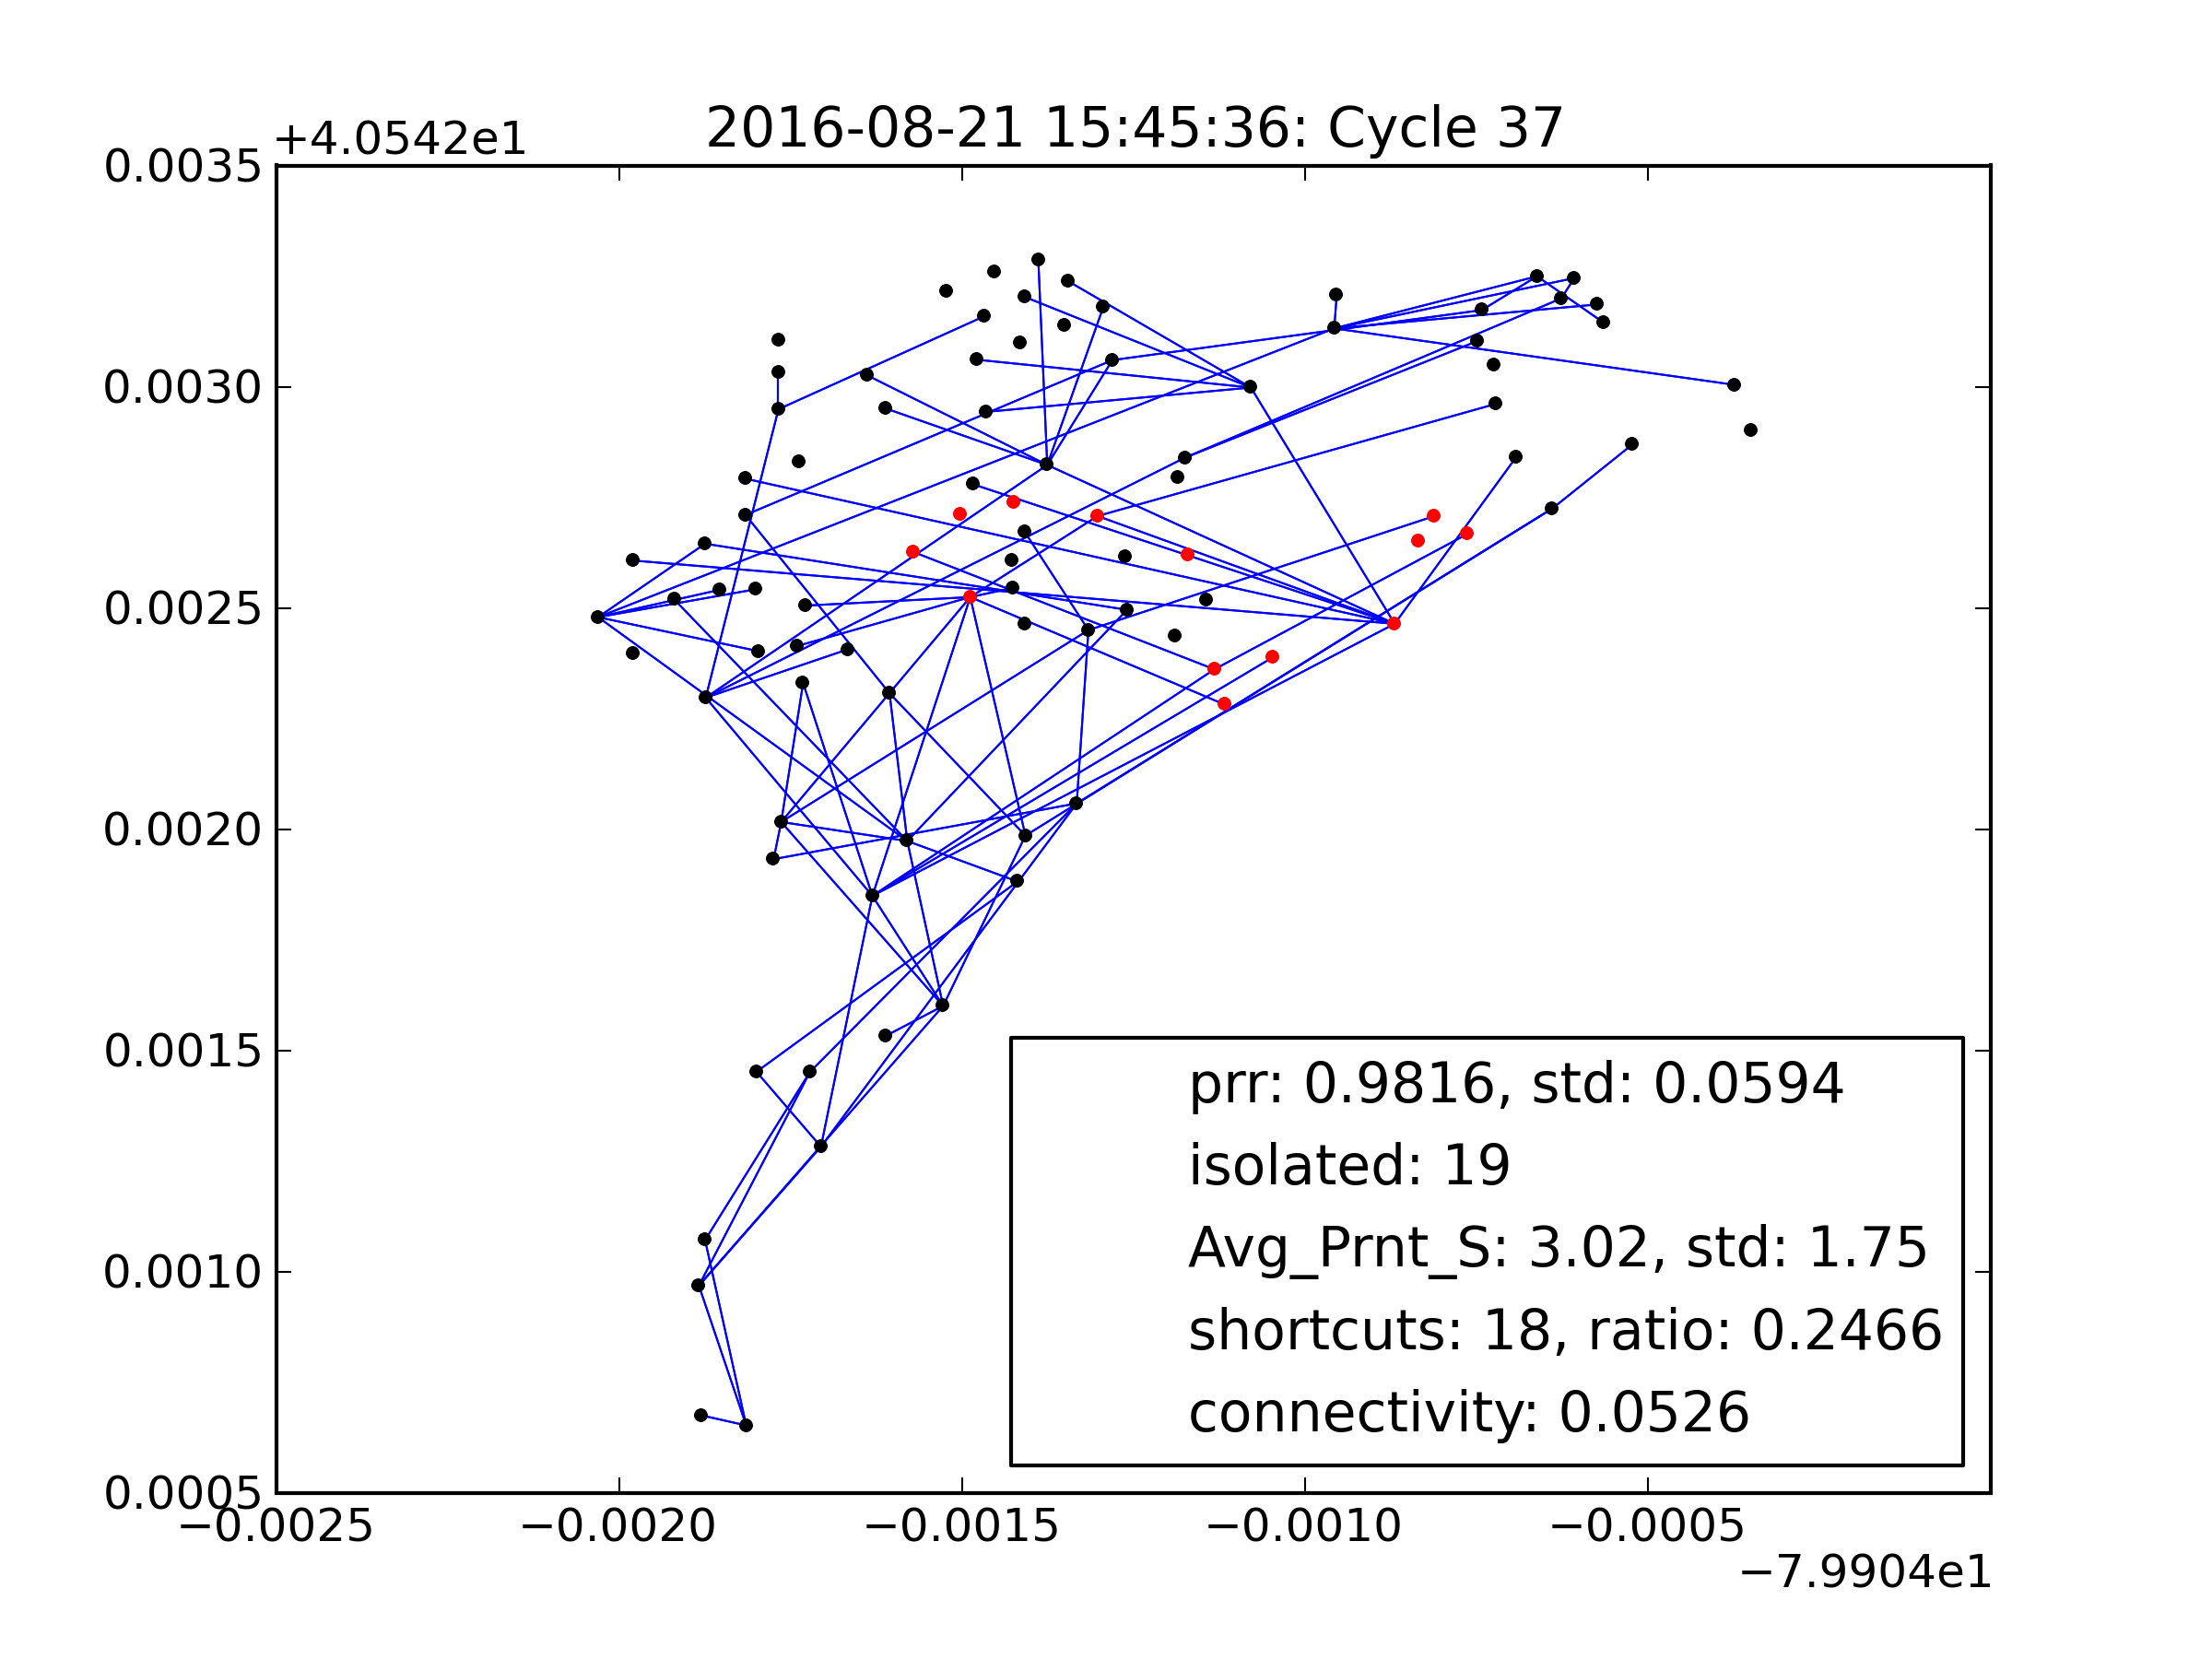 2016-08-21 15:45:36: Cycle 37
+4.0542e1
0.0035
0.0030
0.0025
0.0020
0.0015
0.0010
0.0005
−0.0025 −0.0020 −0.0015 −0.0010 −0.0005
−7.9904e1
prr: 0.9816, std: 0.0594
isolated: 19
Avg_Prnt_S: 3.02, std: 1.75
shortcuts: 18, ratio: 0.2466
connectivity: 0.0526